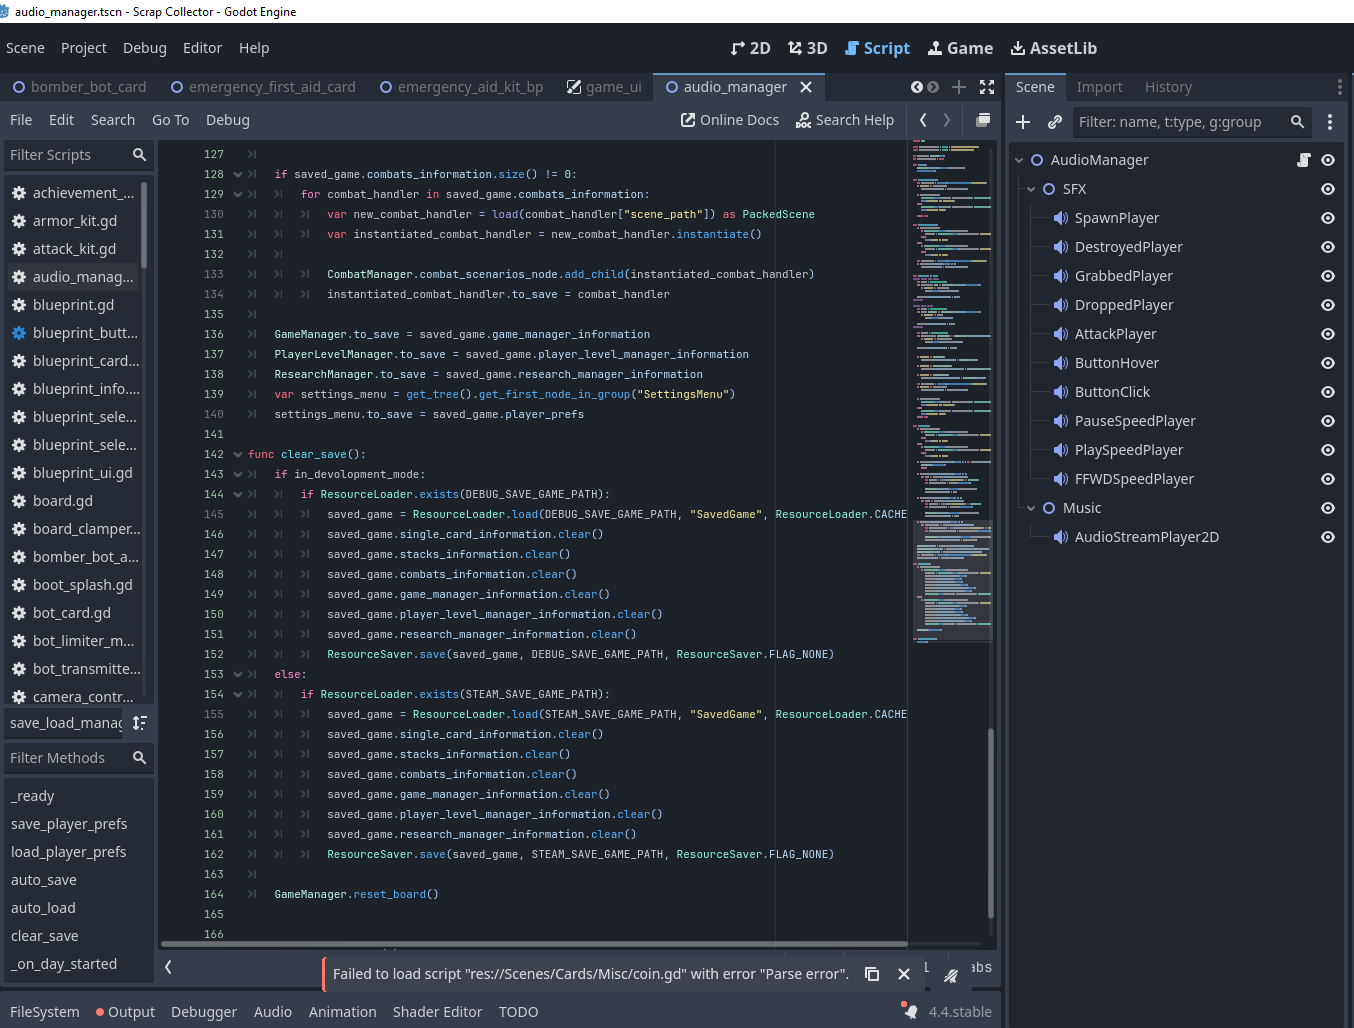 audio_manager.tscn - Scrap Collector - Godot Engine
Scene Project Debug Editor Help
2D 3D Script Game AssetLib
bomber_bot_card emergency_first_aid_card emergency_aid_kit_bp game_ui audio_manager
Scene Import History
File Edit Search Go To Debug
Online Docs Search Help
Filter: name, t:type, g:group
Filter Scripts
achievement_...
armor_kit.gd
attack_kit.gd
audio_manag...
blueprint.gd
blueprint_butt...
blueprint_card...
blueprint_info....
blueprint_sele...
blueprint_sele...
blueprint_ui.gd
board.gd
board_clamper...
bomber_bot_a...
boot_splash.gd
bot_card.gd
bot_limiter_m...
bot_transmitte...
camera_contr...
save_load_manag
Filter Methods
_ready
save_player_prefs
load_player_prefs
auto_save
auto_load
clear_save
_on_day_started
127
128 if saved_game.combats_information.size() != 0:
129 for combat_handler in saved_game.combats_information:
130 var new_combat_handler = load(combat_handler["scene_path"]) as PackedScene
131 var instantiated_combat_handler = new_combat_handler.instantiate()
132
133 CombatManager.combat_scenarios_node.add_child(instantiated_combat_handler)
134 instantiated_combat_handler.to_save = combat_handler
135
136 GameManager.to_save = saved_game.game_manager_information
137 PlayerLevelManager.to_save = saved_game.player_level_manager_information
138 ResearchManager.to_save = saved_game.research_manager_information
139 var settings_menu = get_tree().get_first_node_in_group("SettingsMenu")
140 settings_menu.to_save = saved_game.player_prefs
141
142 func clear_save():
143 if in_devolopment_mode:
144 if ResourceLoader.exists(DEBUG_SAVE_GAME_PATH):
145 saved_game = ResourceLoader.load(DEBUG_SAVE_GAME_PATH, "SavedGame", ResourceLoader.CACHE
146 saved_game.single_card_information.clear()
147 saved_game.stacks_information.clear()
148 saved_game.combats_information.clear()
149 saved_game.game_manager_information.clear()
150 saved_game.player_level_manager_information.clear()
151 saved_game.research_manager_information.clear()
152 ResourceSaver.save(saved_game, DEBUG_SAVE_GAME_PATH, ResourceSaver.FLAG_NONE)
153 else:
154 if ResourceLoader.exists(STEAM_SAVE_GAME_PATH):
155 saved_game = ResourceLoader.load(STEAM_SAVE_GAME_PATH, "SavedGame", ResourceLoader.CACHE
156 saved_game.single_card_information.clear()
157 saved_game.stacks_information.clear()
158 saved_game.combats_information.clear()
159 saved_game.game_manager_information.clear()
160 saved_game.player_level_manager_information.clear()
161 saved_game.research_manager_information.clear()
162 ResourceSaver.save(saved_game, STEAM_SAVE_GAME_PATH, ResourceSaver.FLAG_NONE)
163
164 GameManager.reset_board()
165
166
AudioManager
SFX
SpawnPlayer
DestroyedPlayer
GrabbedPlayer
DroppedPlayer
AttackPlayer
ButtonHover
ButtonClick
PauseSpeedPlayer
PlaySpeedPlayer
FFWDSpeedPlayer
Music
AudioStreamPlayer2D
Failed to load script "res://Scenes/Cards/Misc/coin.gd" with error "Parse error".
1 abs
FileSystem Output Debugger Audio Animation Shader Editor TODO 4.4.stable